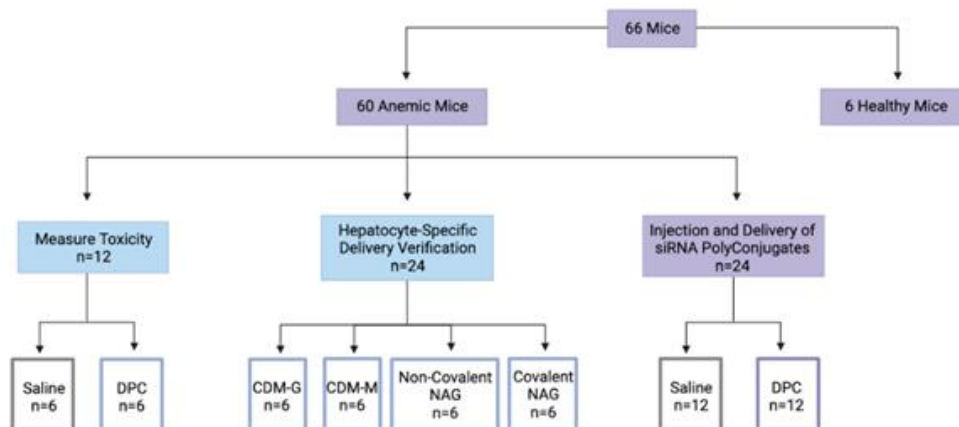 66 Mice
60 Anemic Mice
6 Healthy Mice
Measure Toxicity
n=12
Hepatocyte-Specific
Delivery Verification
n=24
Injection and Delivery of
siRNA PolyConjugates
n=24
Saline
n=6
DPC
n=6
CDM-G
n=6
CDM-M
n=6
Non-Covalent
NAG
n=6
Covalent
NAG
n=6
Saline
n=12
DPC
n=12